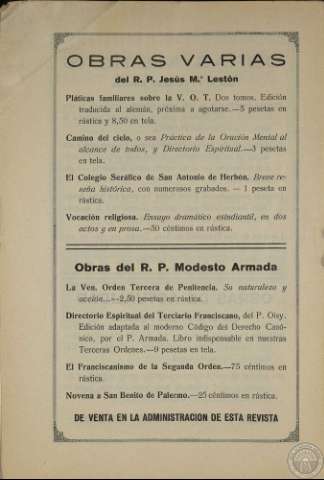 OBRAS VARIAS
del R. P. Jesús M.ª Lestón
Pláticas familiares sobre la V. O. T. Dos tomos. Edición
traducida al alemán, próxima a agotarse.—5 pesetas en
rústica y 8,50 en tela.
Camino del cielo, o sea Práctica de la Oración Mental al
alcance de todos, y Directorio Espiritual.—3 pesetas
en tela.
El Colegio Seráfico de San Antonio de Herbón. Breve re-
seña histórica, con numerosos grabados. — 1 peseta en
rústica.
Vocación religiosa. Ensayo dramático estudiantil, en dos
actos y en prosa.—50 céntimos en rústica.
Obras del R. P. Modesto Armada
La Ven. Orden Tercera de Penitencia. Su naturaleza y
acción.—2,50 pesetas en rústica.
Directorio Espiritual del Terciario Franciscano, del P. Oisy.
Edición adaptada al moderno Código del Derecho Canó-
nico, por el P. Armada. Libro indispensable en nuestras
Terceras Ordenes.—9 pesetas en tela.
El Franciscanismo de la Segunda Orden.—75 céntimos en
rústica.
Novena a San Benito de Palermo.—25 céntimos en rústica.
DE VENTA EN LA ADMINISTRACION DE ESTA REVISTA